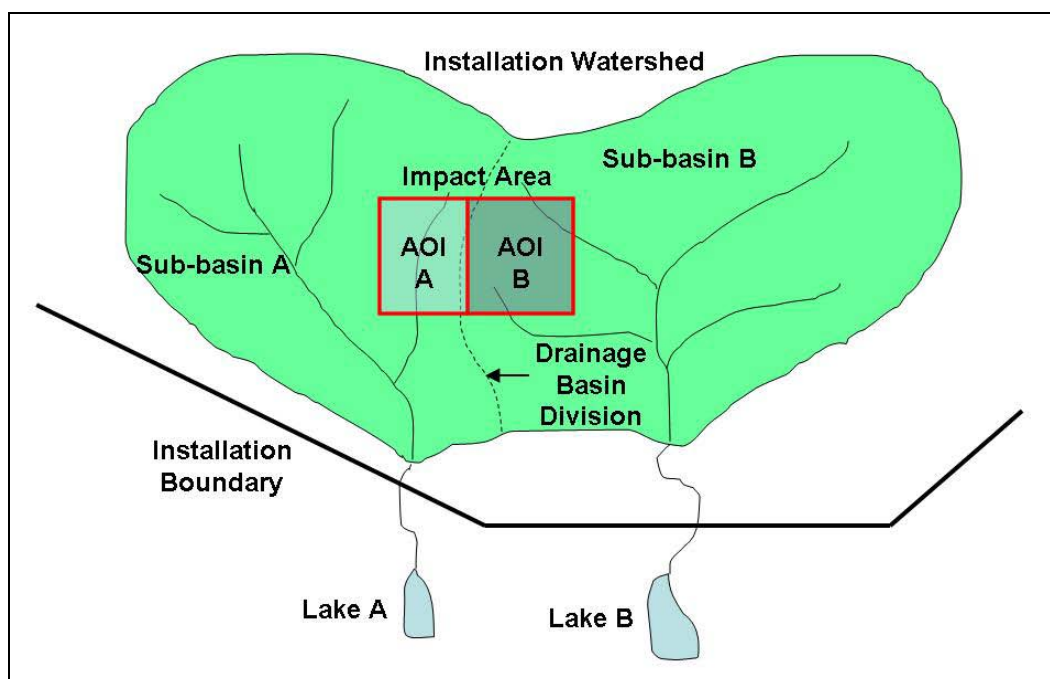 Installation Watershed
Sub-basin B
Impact Area
AOI
A
AOI
B
Sub-basin A
Drainage
Basin
Division
Installation
Boundary
Lake A
Lake B